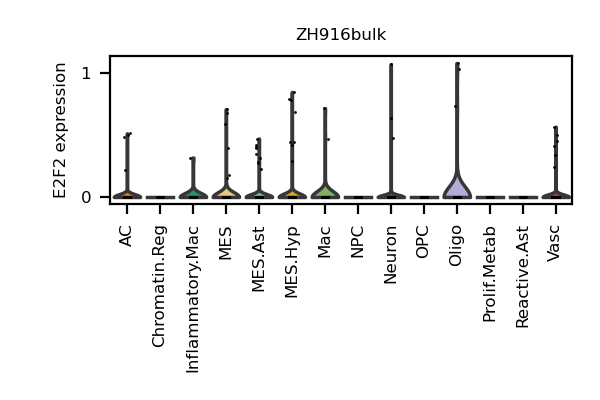 ZH916bulk
E2F2 expression
1
0
AC
Chromatin.Reg
Inflammatory.Mac
MES
MES.Ast
MES.Hyp
Mac
NPC
Neuron
OPC
Oligo
Prolif.Metab
Reactive.Ast
Vasc